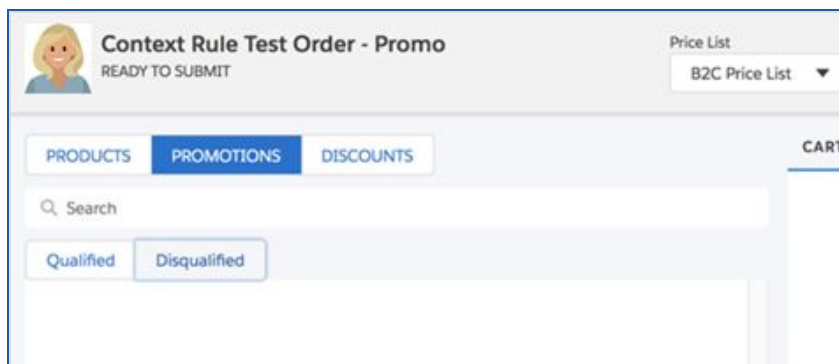 Context Rule Test Order - Promo
READY TO SUBMIT
Price List
B2C Price List
PRODUCTS PROMOTIONS DISCOUNTS
CART
Search
Qualified Disqualified